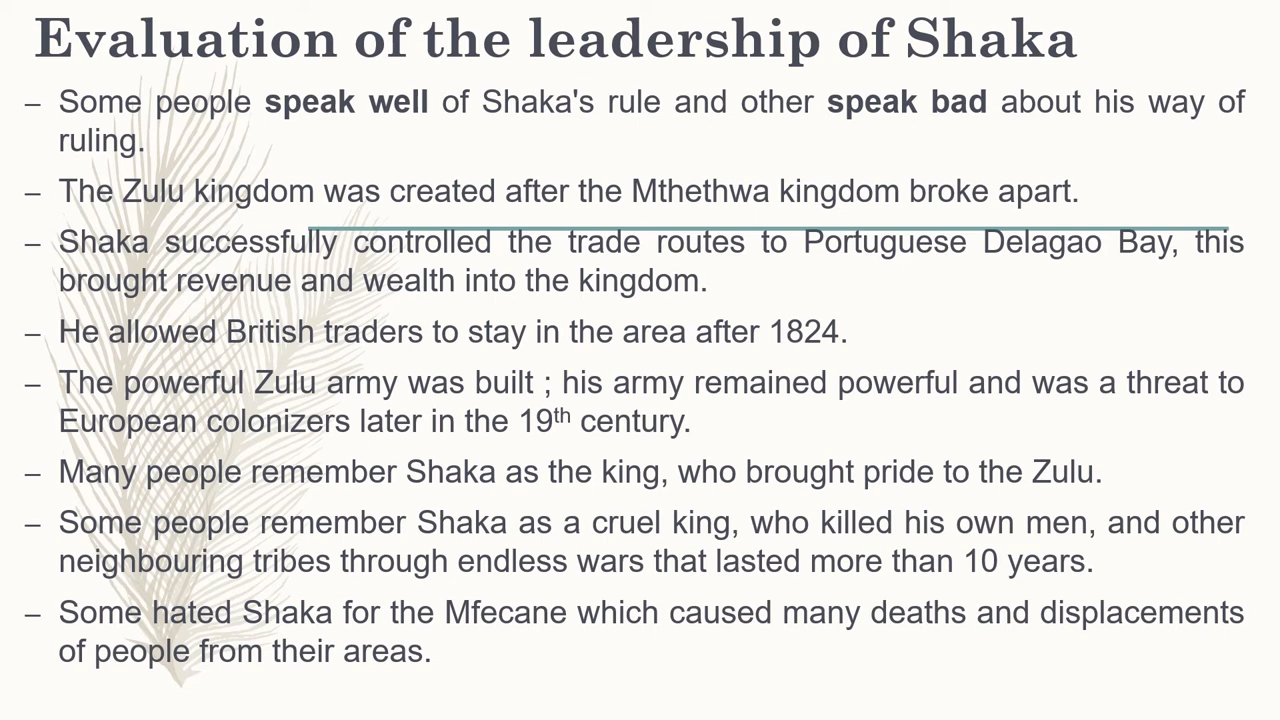 Evaluation of the leadership of Shaka
– Some people speak well of Shaka's rule and other speak bad about his way of
ruling.
– The Zulu kingdom was created after the Mthethwa kingdom broke apart.
– Shaka successfully controlled the trade routes to Portuguese Delagao Bay, this
brought revenue and wealth into the kingdom.
– He allowed British traders to stay in the area after 1824.
– The powerful Zulu army was built ; his army remained powerful and was a threat to
European colonizers later in the 19th century.
– Many people remember Shaka as the king, who brought pride to the Zulu.
– Some people remember Shaka as a cruel king, who killed his own men, and other
neighbouring tribes through endless wars that lasted more than 10 years.
– Some hated Shaka for the Mfecane which caused many deaths and displacements
of people from their areas.